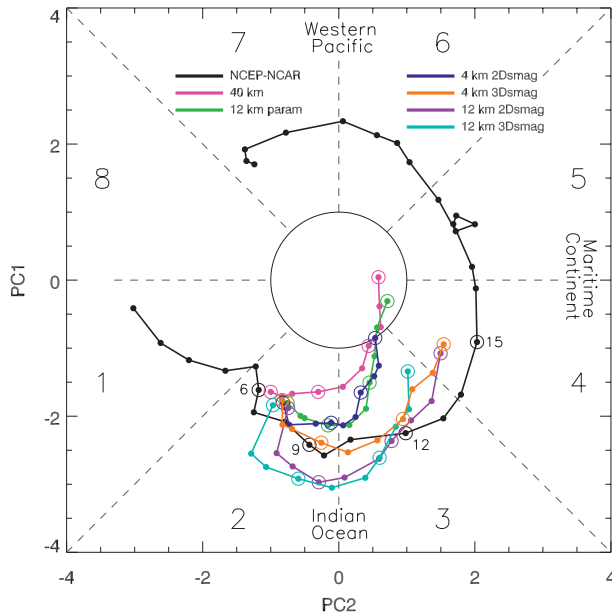 4
7
Western
Pacific
6
NCEP-NCAR
40 km
12 km param
4 km 2Dsmag
4 km 3Dsmag
12 km 2Dsmag
12 km 3Dsmag
2
8
5
PC1
0
Maritime
Continent
15
1
4
6
-2
12
9
2
Indian
Ocean
3
-4
-4
-2
0
2
4
PC2